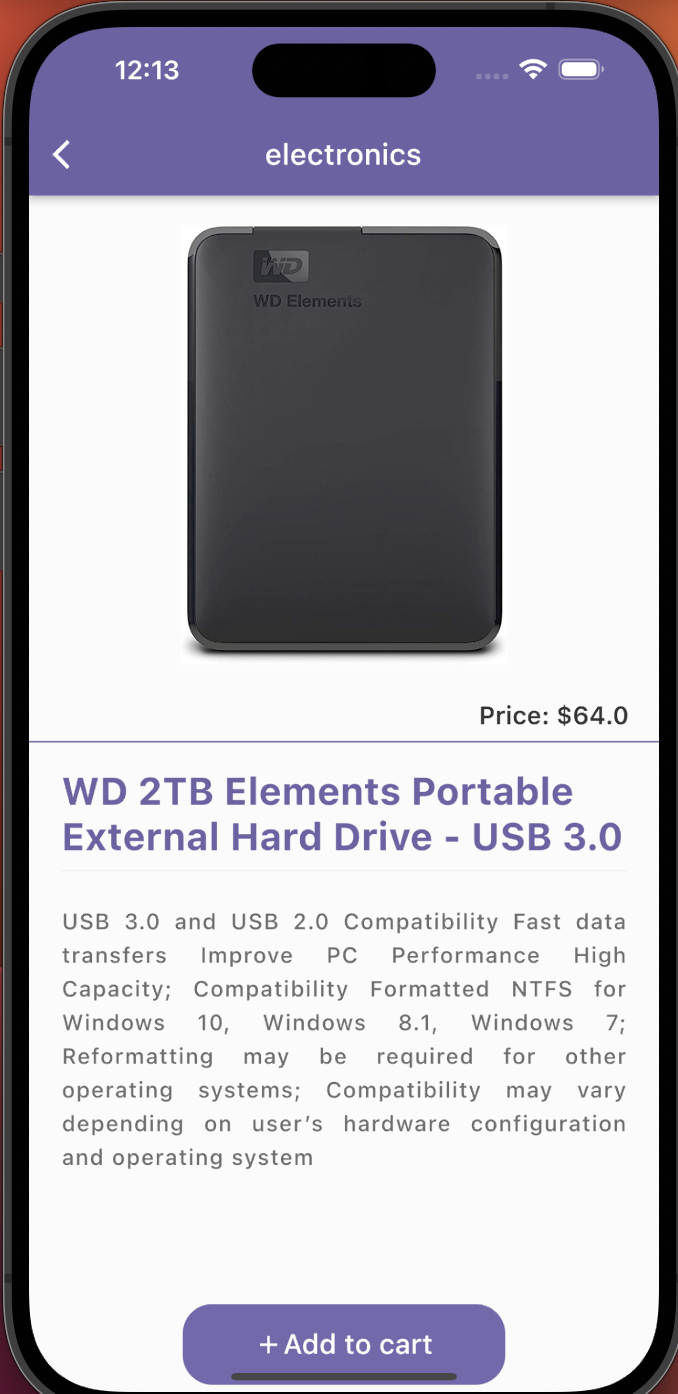 12:13
electronics
WD
WD Elements
Price: $64.0
WD 2TB Elements Portable
External Hard Drive - USB 3.0
USB 3.0 and USB 2.0 Compatibility Fast data
transfers Improve PC Performance High
Capacity; Compatibility Formatted NTFS for
Windows 10, Windows 8.1, Windows 7;
Reformatting may be required for other
operating systems; Compatibility may vary
depending on user’s hardware configuration
and operating system
+ Add to cart